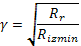 γ = √(R_r / R_izmin)